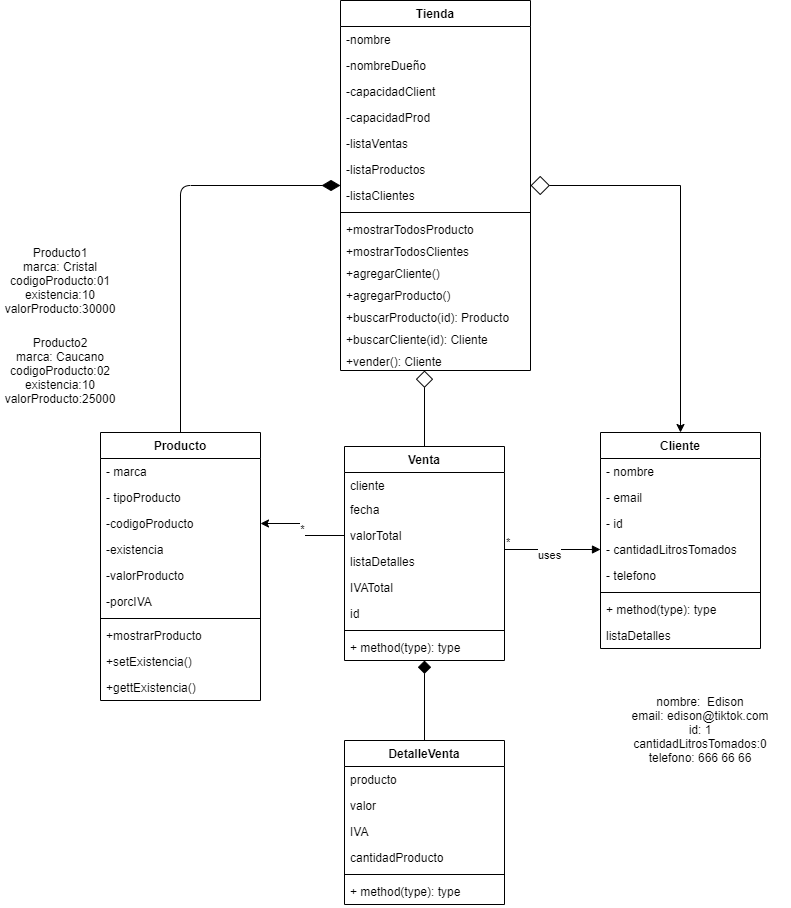 Tienda
-nombre
-nombreDueño
-capacidadClient
-capacidadProd
-listaVentas
-listaProductos
-listaClientes
+mostrarTodosProducto
+mostrarTodosClientes
+agregarCliente()
+agregarProducto()
+buscarProducto(id): Producto
+buscarCliente(id): Cliente
+vender(): Cliente
Producto1
marca: Cristal
codigoProducto:01
existencia:10
valorProducto:30000
Producto2
marca: Caucano
codigoProducto:02
existencia:10
valorProducto:25000
Producto
- marca
- tipoProducto
-codigoProducto
-existencia
-valorProducto
-porcIVA
+mostrarProducto
+setExistencia()
+gettExistencia()
*
Venta
cliente
fecha
valorTotal
listaDetalles
IVATotal
id
+ method(type): type
*
uses
Cliente
- nombre
- email
- id
- cantidadLitrosTomados
- telefono
+ method(type): type
listaDetalles
nombre:  Edison
email: edison@tiktok.com
id: 1
cantidadLitrosTomados:0
telefono: 666 66 66
DetalleVenta
producto
valor
IVA
cantidadProducto
+ method(type): type